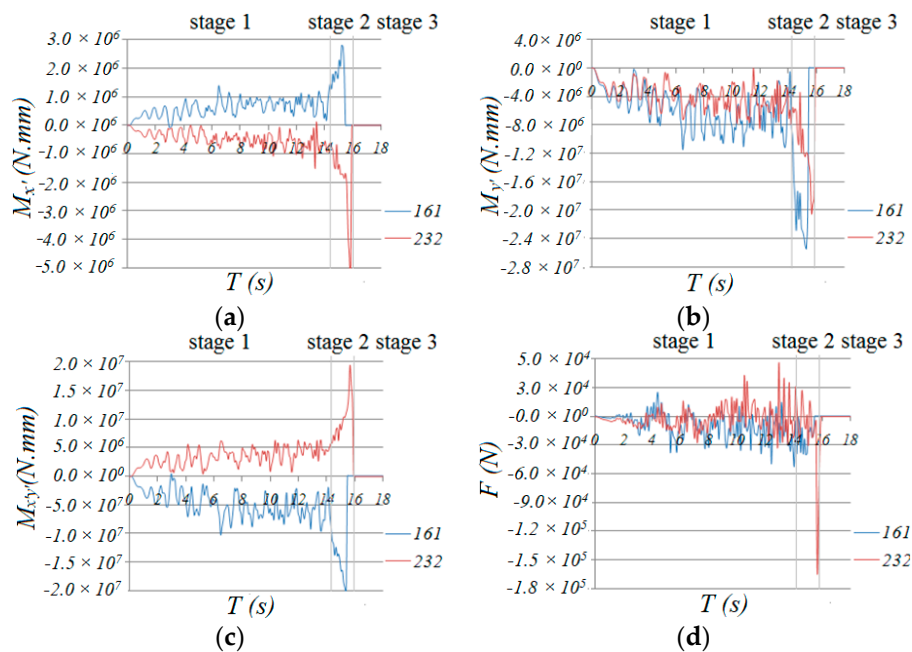 stage 1 stage 2 stage 3
3.0 × 10⁶
2.0 × 10⁶
1.0 × 10⁶
0.0 × 10⁶
-1.0 × 10⁶
-2.0 × 10⁶
-3.0 × 10⁶
-4.0 × 10⁶
-5.0 × 10⁶
Mx' (N.mm)
0 2 4 6 8 10 12 14 16 18
161
232
T (s)
(a)
stage 1 stage 2 stage 3
4.0 × 10⁶
0.0 × 10⁰
-4.0 × 10⁶
-8.0 × 10⁶
-1.2 × 10⁷
-1.6 × 10⁷
-2.0 × 10⁷
-2.4 × 10⁷
-2.8 × 10⁷
My' (N.mm)
0 2 4 6 8 10 12 14 16 18
161
232
T (s)
(b)
stage 1 stage 2 stage 3
2.0 × 10⁷
1.5 × 10⁷
1.0 × 10⁷
5.0 × 10⁶
0.0 × 10⁰
-5.0 × 10⁷
-1.0 × 10⁷
-1.5 × 10⁷
2.0 × 10⁷
Mx'y'(N.mm)
0 2 4 6 8 10 12 14 16 18
161
232
T (s)
(c)
stage 1 stage 2 stage 3
5.0 × 10⁴
3.0 × 10⁴
-0.0 × 10⁰
3.0 × 10⁴
-6.0 × 10⁴
-9.0 × 10⁴
-1.2 × 10⁵
-1.5 × 10⁵
-1.8 × 10⁵
F (N)
0 2 4 6 8 10 12 14 16 18
161
232
T (s)
(d)